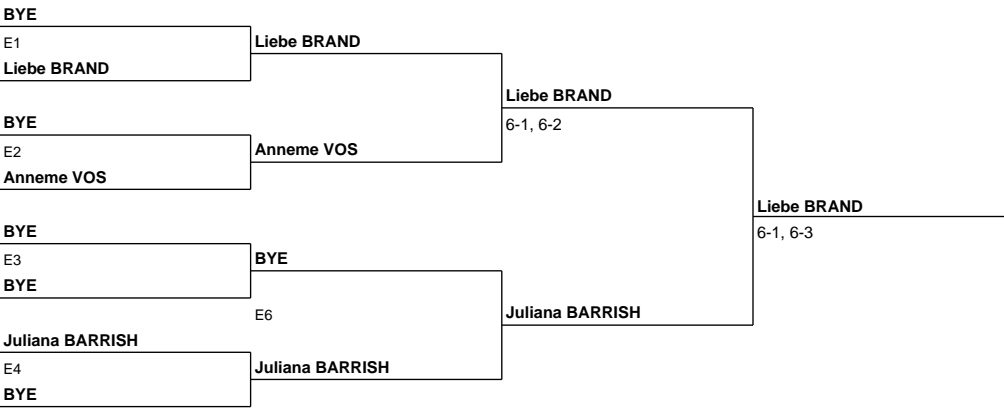 BYE
E1
Liebe BRAND
Liebe BRAND
BYE
E2
Anneme VOS
Anneme VOS
Liebe BRAND
6-1, 6-2
BYE
E3
BYE
BYE
E6
Juliana BARRISH
E4
BYE
Juliana BARRISH
Juliana BARRISH
Liebe BRAND
6-1, 6-3